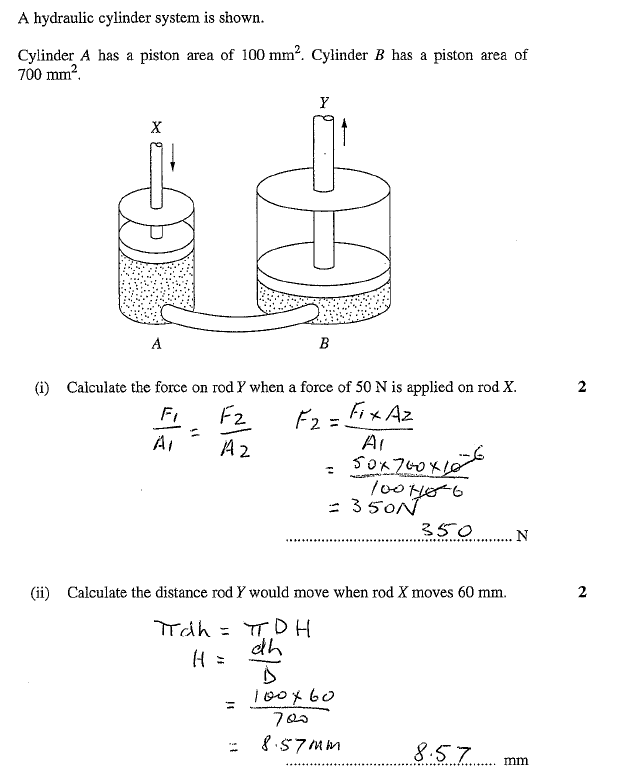 A hydraulic cylinder system is shown.
Cylinder A has a piston area of 100 mm². Cylinder B has a piston area of
700 mm².
Y
X
A
B
(i) Calculate the force on rod Y when a force of 50 N is applied on rod X. 2
F1/A1 = F2/A2
F2 = F1 × A2 / A1
= 50 × 700 × 10⁻⁶ / 100 × 10⁻⁶
= 350N
350 N
(ii) Calculate the distance rod Y would move when rod X moves 60 mm. 2
πdh = πDH
H = dh/D
= 100 × 60 / 700
= 8.57mm
8.57 mm